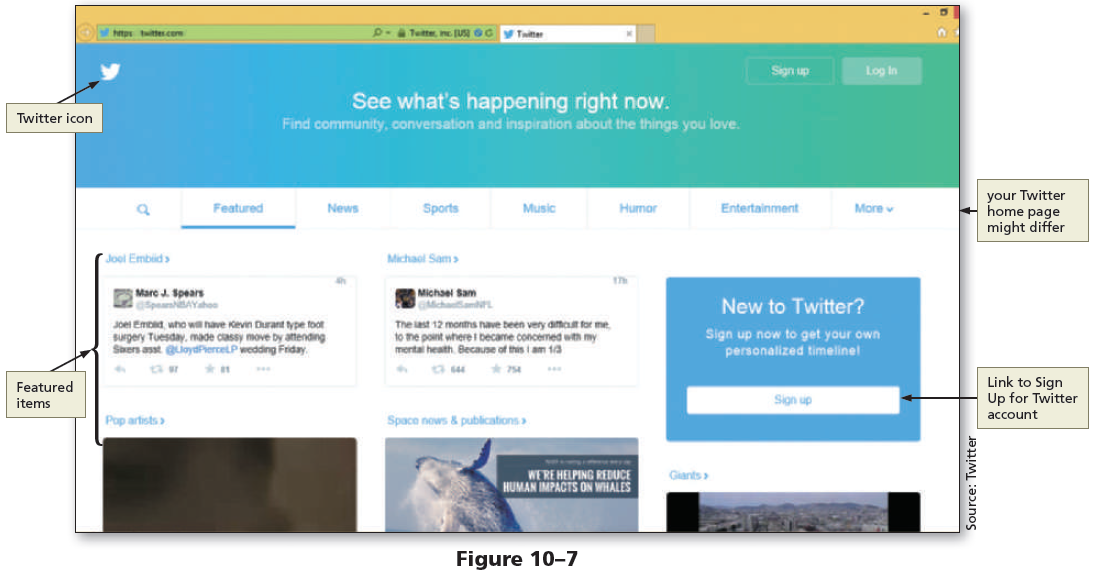 https://twitter.com/
Twitter, Inc. [US]
Twitter
Sign up
Log In
Twitter icon
See what's happening right now.
Find community, conversation and inspiration about the things you love.
Featured
News
Sports
Music
Humor
Entertainment
More
your Twitter
home page
might differ
Joel Embiid
4h
Marc J. Spears
@SpearsNBAYahoo
Joel Embiid, who will have Kevin Durant type foot
surgery Tuesday, made classy move by attending
Sixers asst. @LloydPierceLP wedding Friday.
97
81
Michael Sam
17h
Michael Sam
@MichaelSamNFL
The last 12 months have been very difficult for me,
to the point where I became concerned with my
mental health. Because of this I am 1/3
644
754
New to Twitter?
Sign up now to get your own
personalized timeline!
Sign up
Featured
items
Link to Sign
Up for Twitter
account
Pop artists
Space news & publications
WE'RE HELPING REDUCE
HUMAN IMPACTS ON WHALES
Giants
Source: Twitter
Figure 10–7